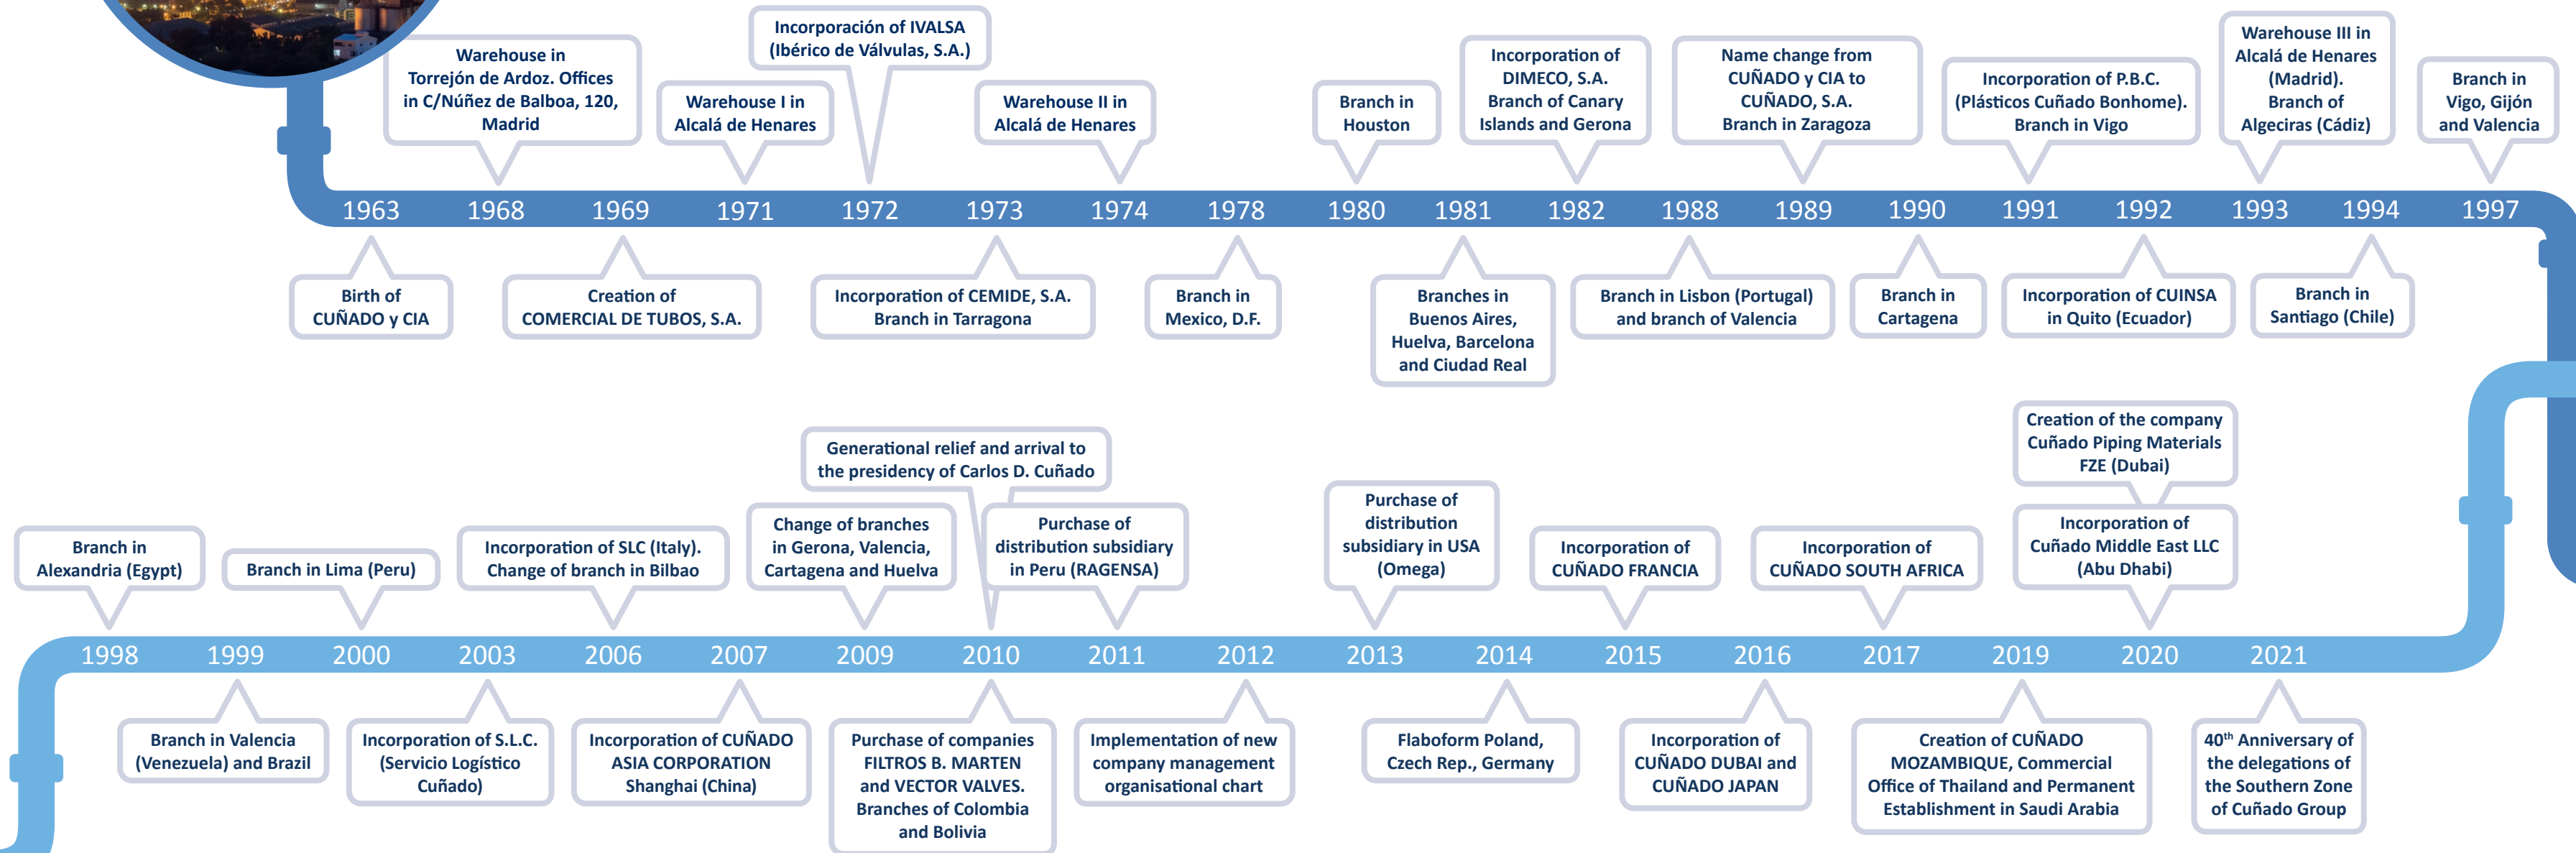 Warehouse in
Torrejón de Ardoz. Offices
in C/Núñez de Balboa, 120,
Madrid
Warehouse I in
Alcalá de Henares
Incorporación of IVALSA
(Ibérico de Válvulas, S.A.)
Warehouse II in
Alcalá de Henares
Branch in
Houston
Incorporation of
DIMECO, S.A.
Branch of Canary
Islands and Gerona
Name change from
CUÑADO y CIA to
CUÑADO, S.A.
Branch in Zaragoza
Incorporation of P.B.C.
(Plásticos Cuñado Bonhome).
Branch in Vigo
Warehouse III in
Alcalá de Henares
(Madrid).
Branch of
Algeciras (Cádiz)
Branch in
Vigo, Gijón
and Valencia
1963 1968 1969 1971 1972 1973 1974 1978 1980 1981 1982 1988 1989 1990 1991 1992 1993 1994 1997
Birth of
CUÑADO y CIA
Creation of
COMERCIAL DE TUBOS, S.A.
Incorporation of CEMIDE, S.A.
Branch in Tarragona
Branch in
Mexico, D.F.
Branches in
Buenos Aires,
Huelva, Barcelona
and Ciudad Real
Branch in Lisbon (Portugal)
and branch of Valencia
Branch in
Cartagena
Incorporation of CUINSA
in Quito (Ecuador)
Branch in
Santiago (Chile)
Branch in
Alexandria (Egypt)
Branch in Lima (Peru)
Incorporation of SLC (Italy).
Change of branch in Bilbao
Change of branches
in Gerona, Valencia,
Cartagena and Huelva
Generational relief and arrival to
the presidency of Carlos D. Cuñado
Purchase of
distribution subsidiary
in Peru (RAGENSA)
Purchase of
distribution
subsidiary in USA
(Omega)
Incorporation of
CUÑADO FRANCIA
Incorporation of
CUÑADO SOUTH AFRICA
Creation of the company
Cuñado Piping Materials
FZE (Dubai)
Incorporation of
Cuñado Middle East LLC
(Abu Dhabi)
1998 1999 2000 2003 2006 2007 2009 2010 2011 2012 2013 2014 2015 2016 2017 2019 2020 2021
Branch in Valencia
(Venezuela) and Brazil
Incorporation of S.L.C.
(Servicio Logístico
Cuñado)
Incorporation of CUÑADO
ASIA CORPORATION
Shanghai (China)
Purchase of companies
FILTROS B. MARTEN
and VECTOR VALVES.
Branches of Colombia
and Bolivia
Implementation of new
company management
organisational chart
Flaboform Poland,
Czech Rep., Germany
Incorporation of
CUÑADO DUBAI and
CUÑADO JAPAN
Creation of CUÑADO
MOZAMBIQUE, Commercial
Office of Thailand and Permanent
Establishment in Saudi Arabia
40th Anniversary of
the delegations of
the Southern Zone
of Cuñado Group